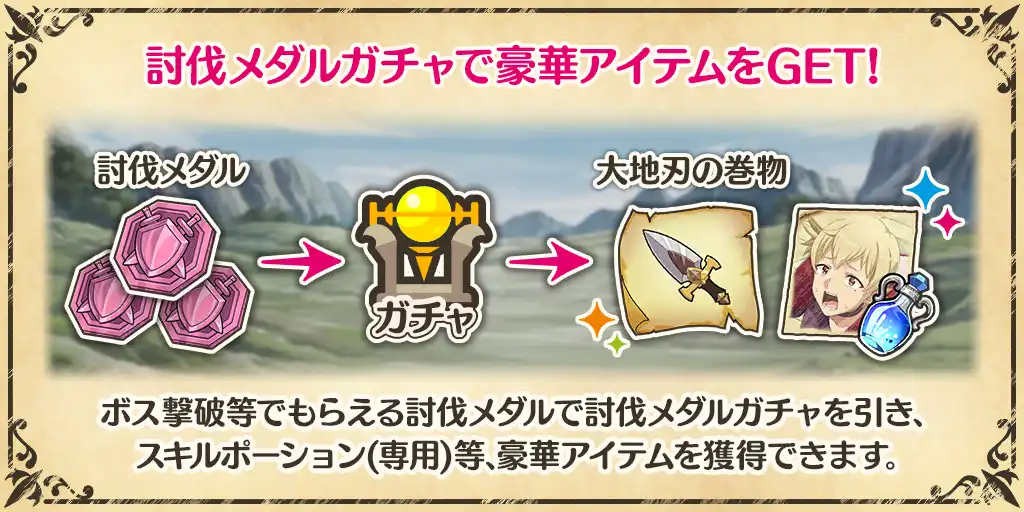 討伐メダルガチャで豪華アイテムをGET!
討伐メダル
大地刃の巻物
ガチャ
ボス撃破等でもらえる討伐メダルで討伐メダルガチャを引き、
スキルポーション(専用)等、豪華アイテムを獲得できます。